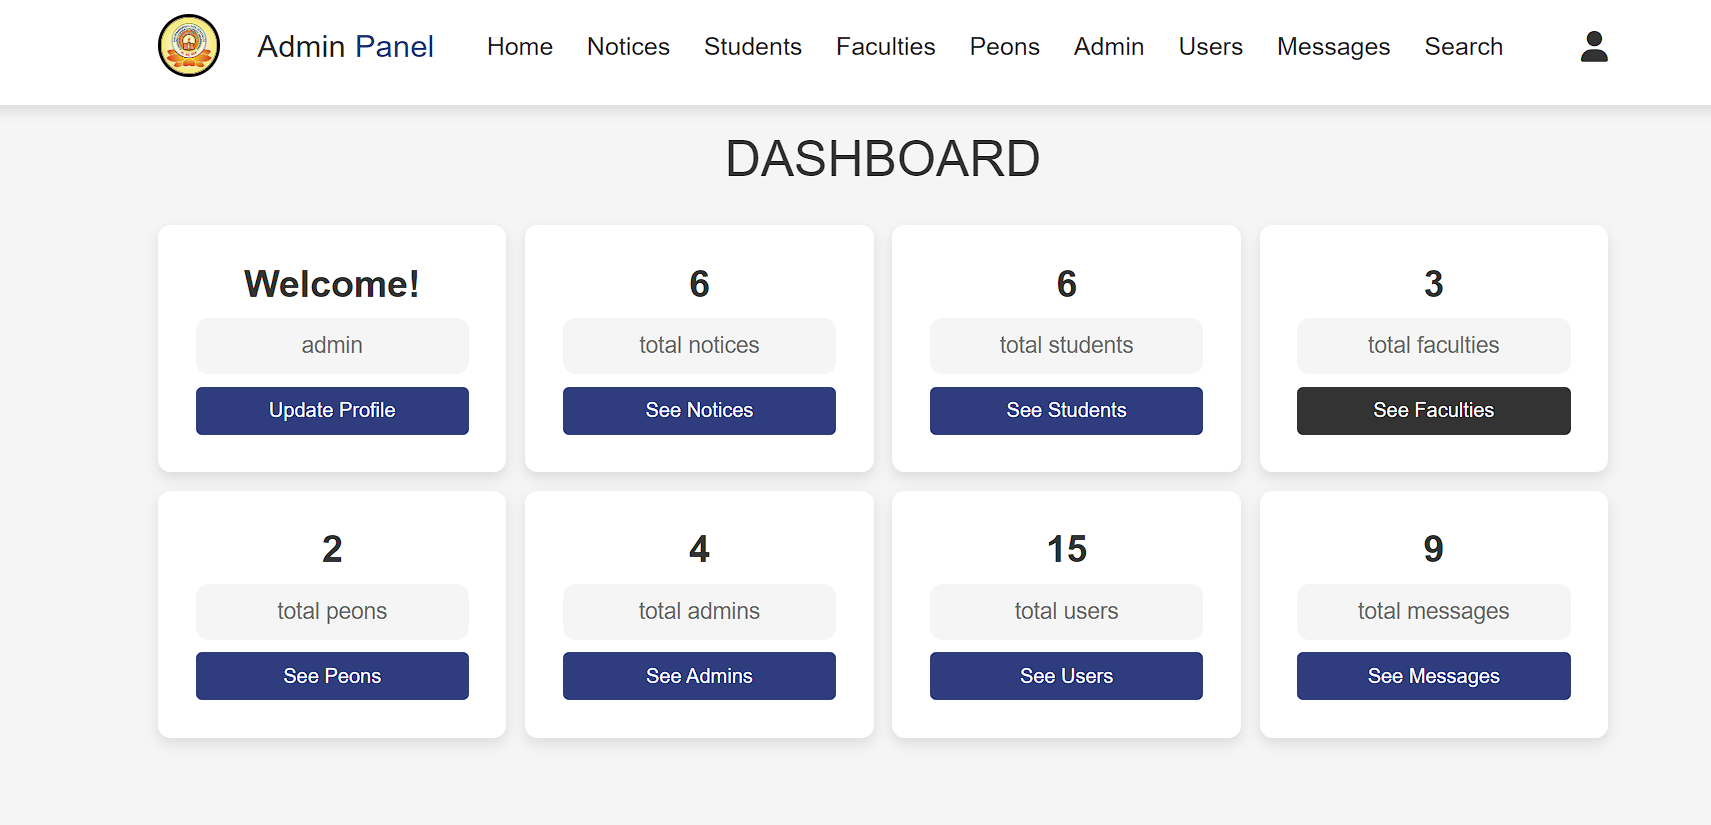 Admin Panel Home Notices Students Faculties Peons Admin Users Messages Search
DASHBOARD
Welcome!
admin
Update Profile
6
total notices
See Notices
6
total students
See Students
3
total faculties
See Faculties
2
total peons
See Peons
4
total admins
See Admins
15
total users
See Users
9
total messages
See Messages